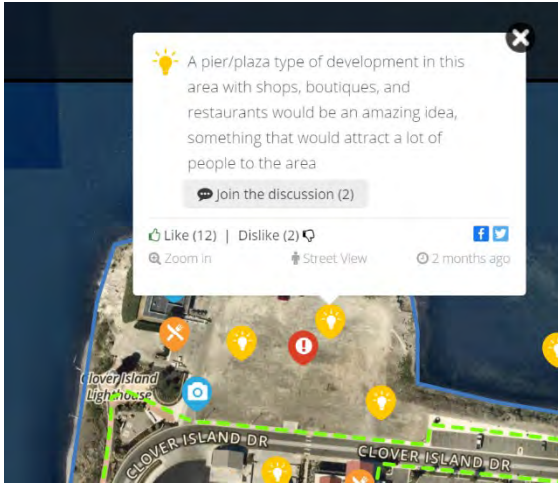 A pier/plaza type of development in this
area with shops, boutiques, and
restaurants would be an amazing idea,
something that would attract a lot of
people to the area
Join the discussion (2)
Like (12) | Dislike (2)
Zoom in Street View 2 months ago
Clover Island
Lighthouse
CLOVER ISLAND DR
CLOVER ISLAND DR